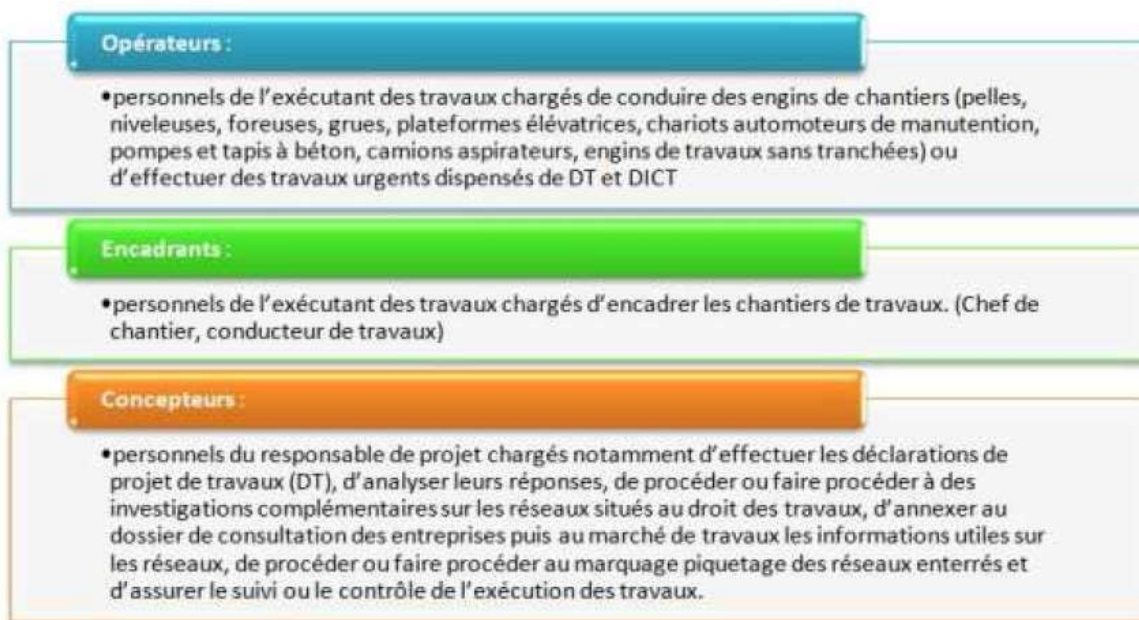 Opérateurs :
•personnels de l'exécutant des travaux chargés de conduire des engins de chantiers (pelles,
niveleuses, foreuses, grues, plateformes élévatrices, chariots automoteurs de manutention,
pompes et tapis à béton, camions aspirateurs, engins de travaux sans tranchées) ou
d'effectuer des travaux urgents dispensés de DT et DICT
Encadrants :
•personnels de l'exécutant des travaux chargés d'encadrer les chantiers de travaux. (Chef de
chantier, conducteur de travaux)
Concepteurs :
•personnels du responsable de projet chargés notamment d'effectuer les déclarations de
projet de travaux (DT), d'analyser leurs réponses, de procéder ou faire procéder à des
investigations complémentaires sur les réseaux situés au droit des travaux, d'annexer au
dossier de consultation des entreprises puis au marché de travaux les informations utiles sur
les réseaux, de procéder ou faire procéder au marquage piquetage des réseaux enterrés et
d'assurer le suivi ou le contrôle de l'exécution des travaux.